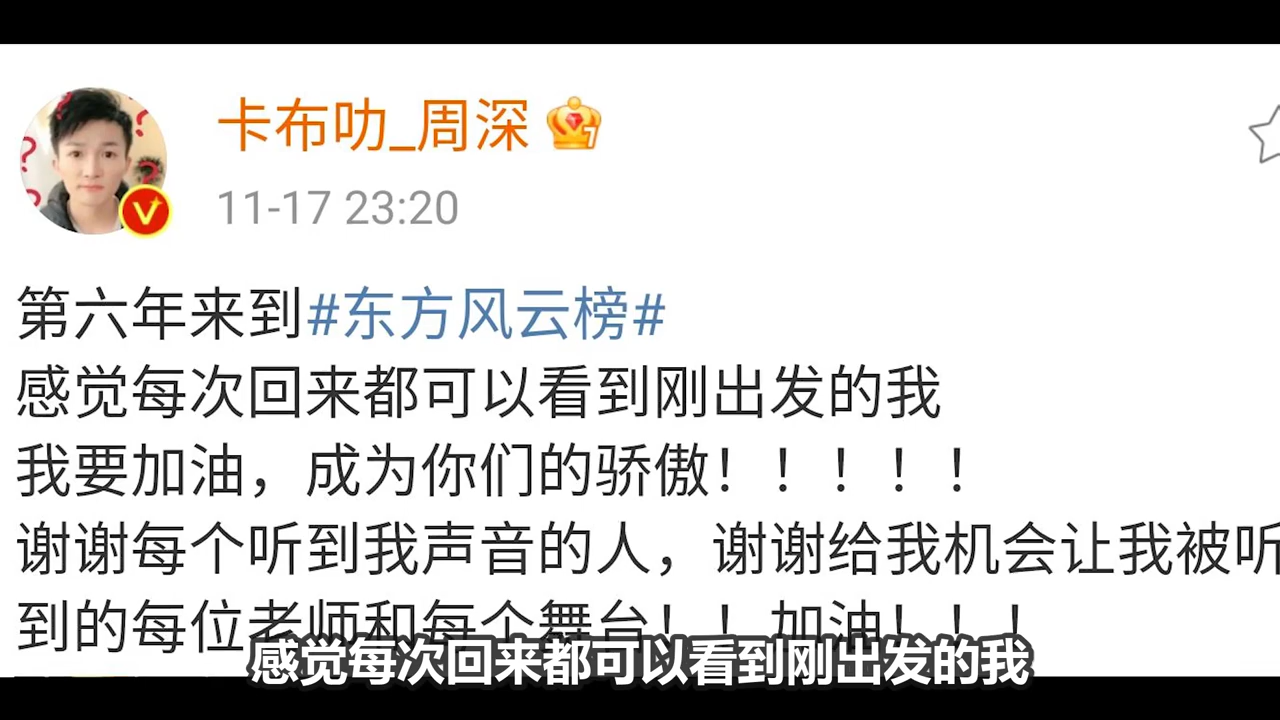 卡布叻_周深
11-17 23:20
第六年来到#东方风云榜#
感觉每次回来都可以看到刚出发的我
我要加油，成为你们的骄傲！！！！！
谢谢每个听到我声音的人，谢谢给我机会让我被听
到的每位老师和每个舞台！！加油！！！
感觉每次回来都可以看到刚出发的我